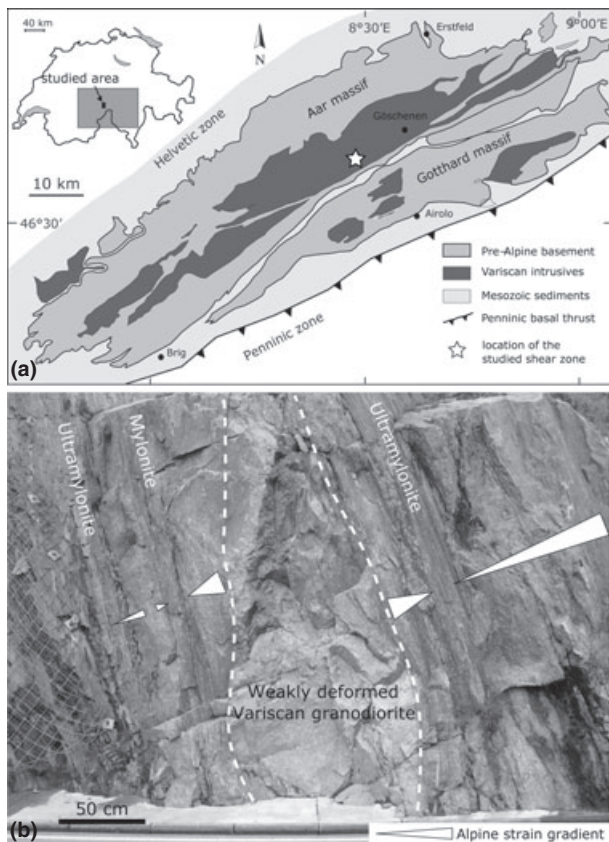 40 km
studied area
N
8°30'E
9°00'E
Erstfeld
Helvetic zone
Aar massif
Göschenen
Gotthard massif
10 km
46°30'
Airolo
Brig
Penninic zone
Pre-Alpine basement
Variscan intrusives
Mesozoic sediments
Penninic basal thrust
location of the
studied shear zone
(a)
Ultramylonite
Mylonite
Ultramylonite
Weakly deformed
Variscan granodiorite
50 cm
(b)
Alpine strain gradient